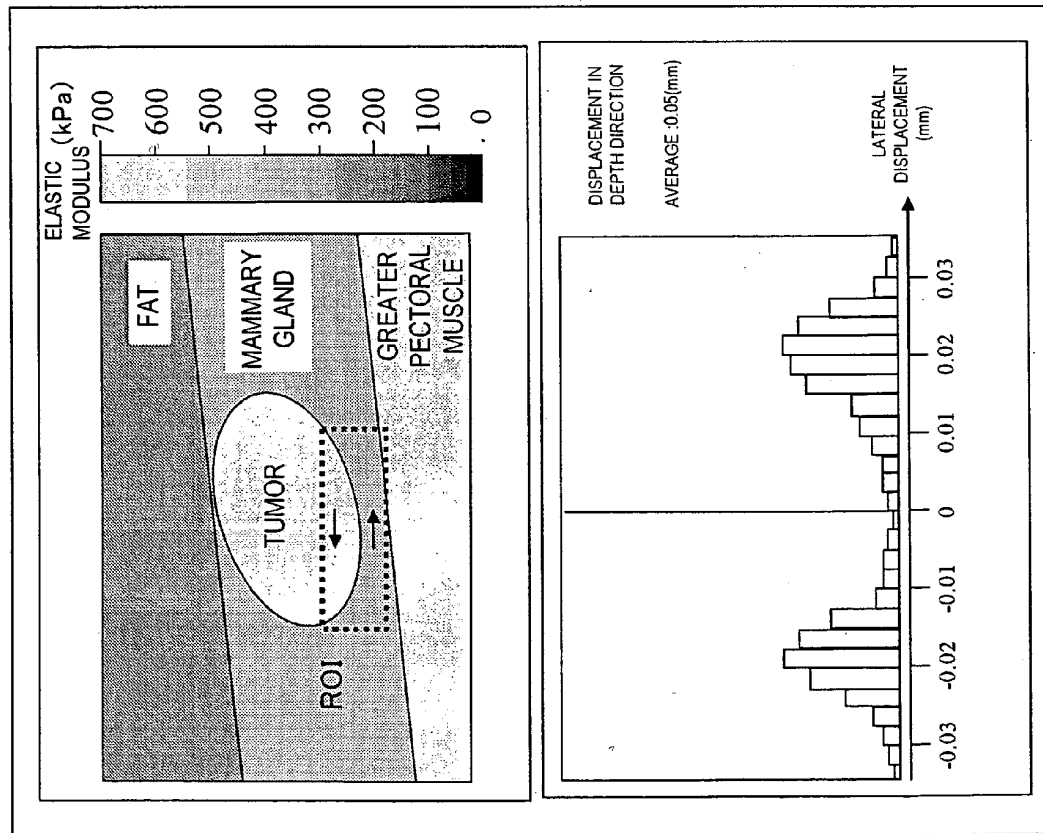 ELASTIC
MODULUS (kPa)
700
600
500
400
300
200
100
0
FAT
MAMMARY
GLAND
GREATER
PECTORAL
MUSCLE
TUMOR
ROI
DISPLACEMENT IN
DEPTH DIRECTION
AVERAGE :0.05(mm)
LATERAL
DISPLACEMENT
(mm)
-0.03
-0.02
-0.01
0
0.01
0.02
0.03